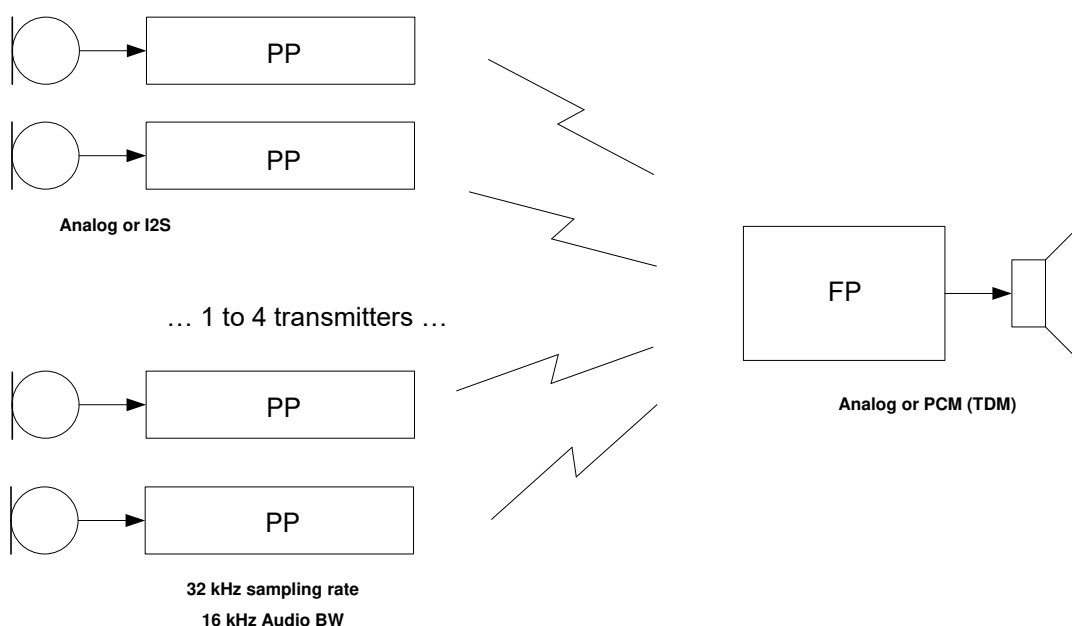 PP
PP
Analog or I2S
… 1 to 4 transmitters …
FP
PP
Analog or PCM (TDM)
PP
32 kHz sampling rate
16 kHz Audio BW